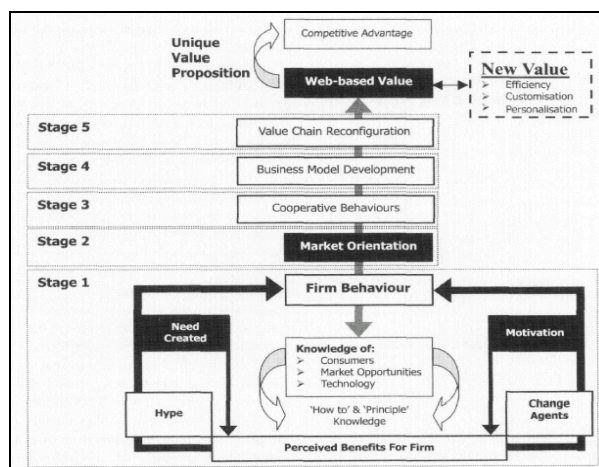 Competitive Advantage
Unique
Value
Proposition
Web-based Value
New Value
➢ Efficiency
➢ Customisation
➢ Personalisation
Stage 5
Value Chain Reconfiguration
Stage 4
Business Model Development
Stage 3
Cooperative Behaviours
Stage 2
Market Orientation
Stage 1
Firm Behaviour
Need
Created
Motivation
Knowledge of:
➢ Consumers
➢ Market Opportunities
➢ Technology
Hype
'How to' & 'Principle'
Knowledge
Change
Agents
Perceived Benefits For Firm